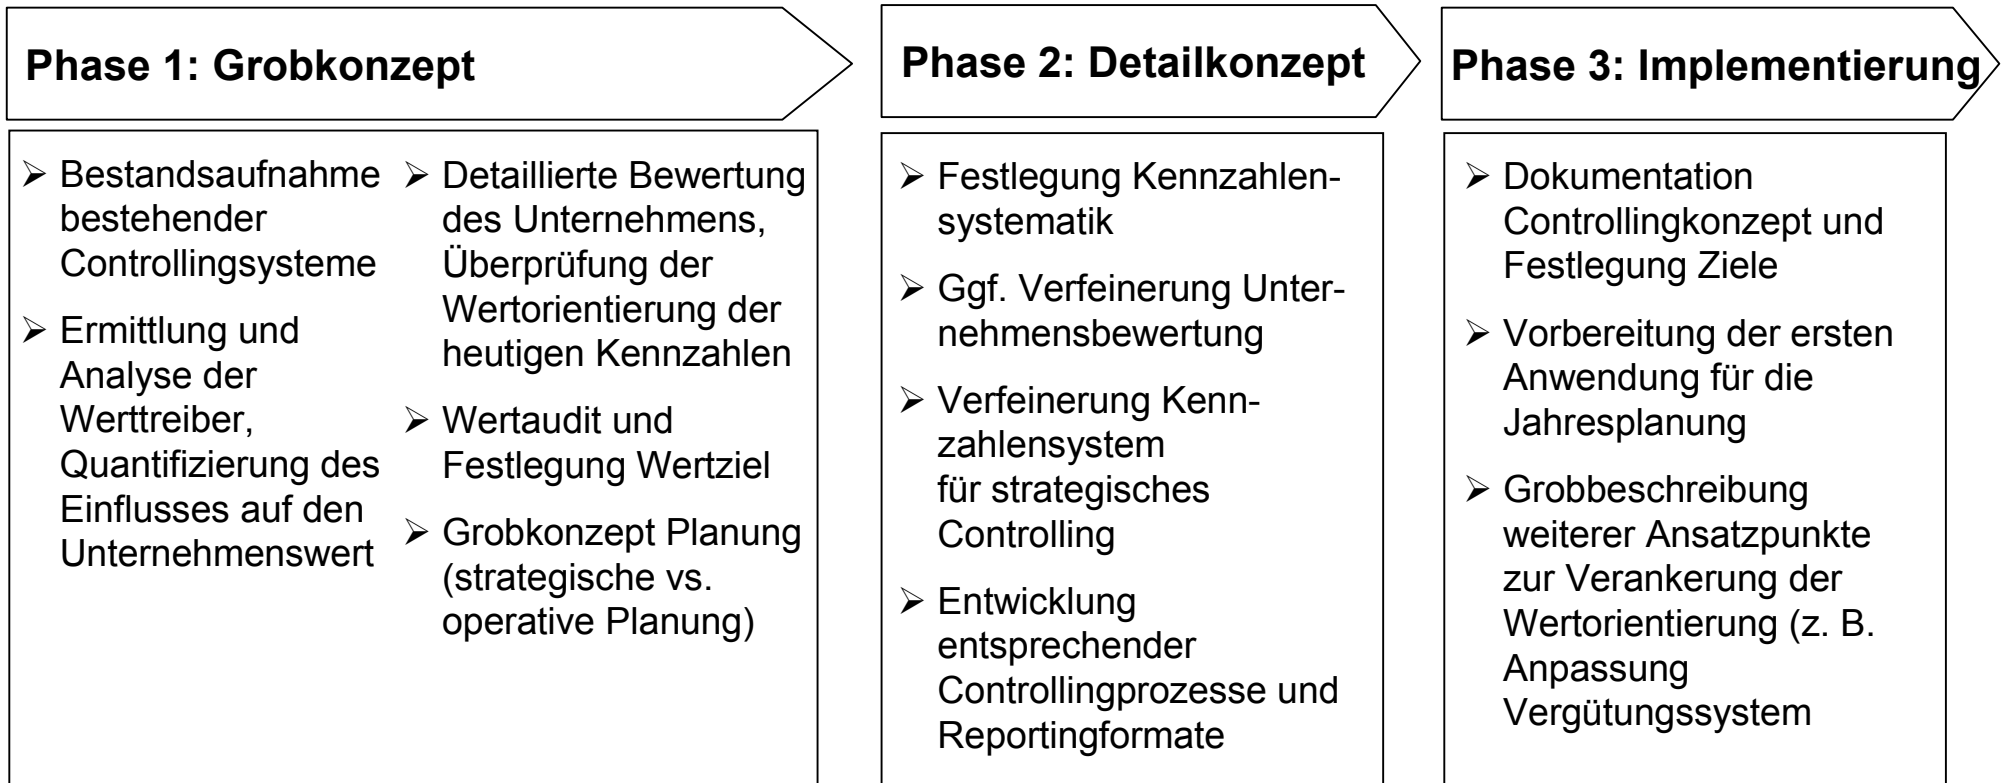 Phase 1: Grobkonzept
➢ Bestandsaufnahme
bestehender
Controllingsysteme
➢ Ermittlung und
Analyse der
Werttreiber,
Quantifizierung des
Einflusses auf den
Unternehmenswert
➢ Detaillierte Bewertung
des Unternehmens,
Überprüfung der
Wertorientierung der
heutigen Kennzahlen
➢ Wertaudit und
Festlegung Wertziel
➢ Grobkonzept Planung
(strategische vs.
operative Planung)
Phase 2: Detailkonzept
➢ Festlegung Kennzahlen-
systematik
➢ Ggf. Verfeinerung Unter-
nehmensbewertung
➢ Verfeinerung Kenn-
zahlensystem
für strategisches
Controlling
➢ Entwicklung
entsprechender
Controllingprozesse und
Reportingformate
Phase 3: Implementierung
➢ Dokumentation
Controllingkonzept und
Festlegung Ziele
➢ Vorbereitung der ersten
Anwendung für die
Jahresplanung
➢ Grobbeschreibung
weiterer Ansatzpunkte
zur Verankerung der
Wertorientierung (z. B.
Anpassung
Vergütungssystem